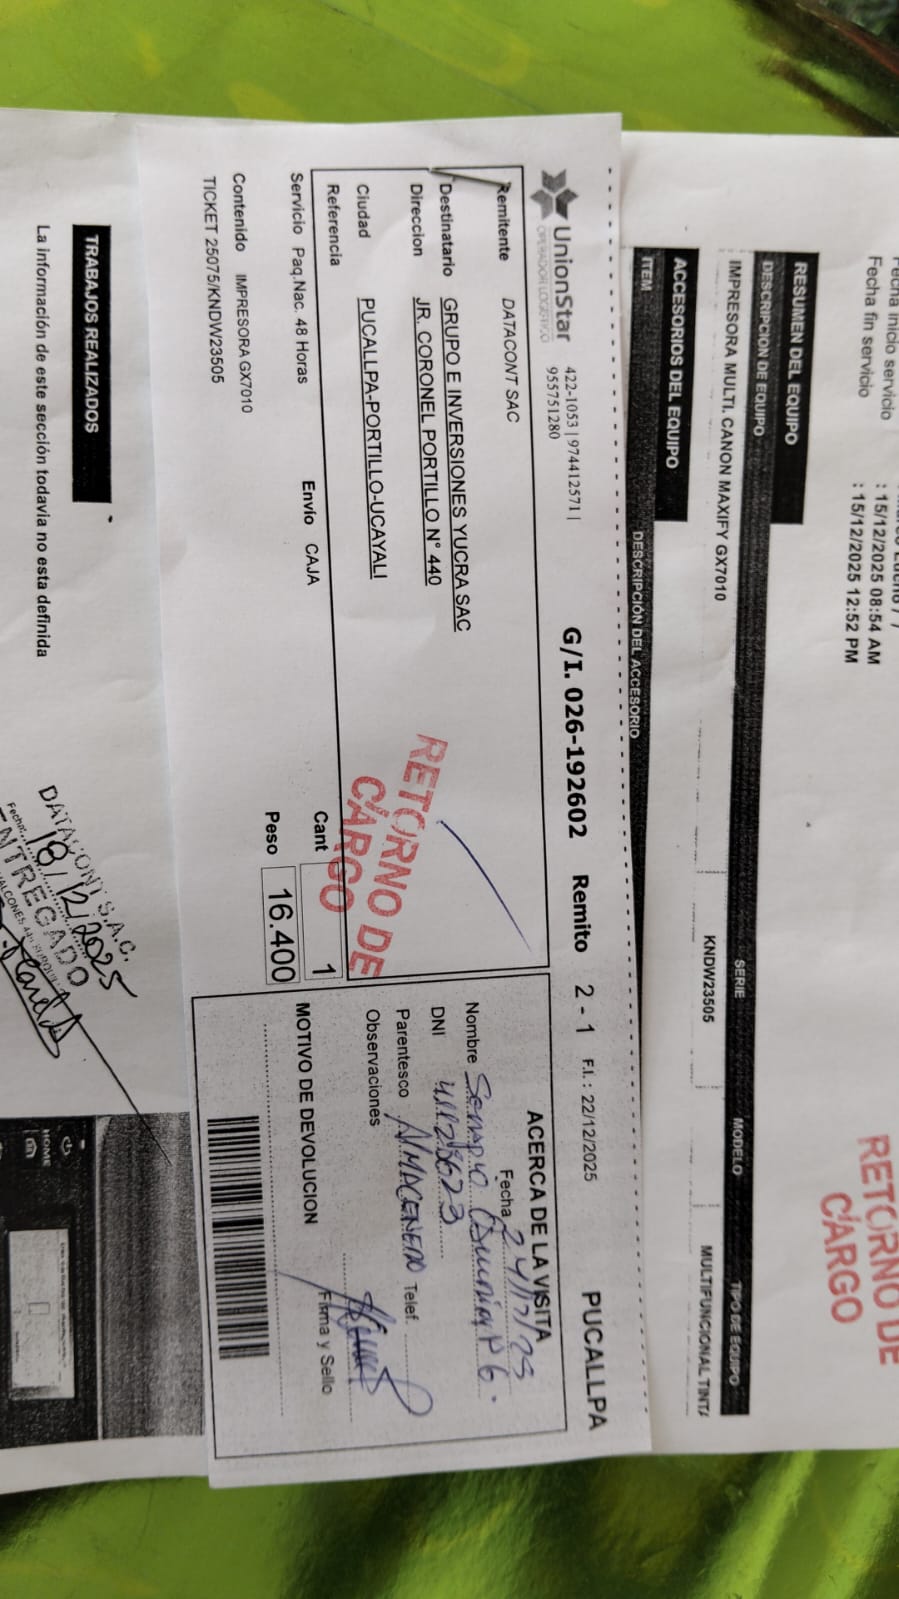 Fecha inicio servicio : 15/12/2025 08:54 AM
Fecha fin servicio : 15/12/2025 12:52 PM
RETORNO DE
CARGO
RESUMEN DEL EQUIPO
DESCRIPCION DE EQUIPO SERIE MODELO TIPO DE EQUIPO
IMPRESORA MULTI. CANON MAXIFY GX7010 KNDW23505 MULTIFUNCIONAL TINTA
ACCESORIOS DEL EQUIPO
ITEM DESCRIPCIÓN DEL ACCESORIO
UnionStar
OPERADOR LOGISTICO
422-1053 | 974412571 |
955751280
G/I. 026-192602 Remito 2 - 1 F.I.: 22/12/2025 PUCALLPA
Remitente DATACONT SAC
Destinatario GRUPO E INVERSIONES YUCRA SAC
Direccion JR. CORONEL PORTILLO N° 440
Ciudad PUCALLPA-PORTILLO-UCAYALI
Referencia
RETORNO DE
CARGO
Servicio Paq.Nac. 48 Horas Envio CAJA Cant 1
Peso 16.400
Contenido IMPRESORA GX7010
TICKET 25075/KNDW23505
ACERCA DE LA VISITA
Fecha 24/12/25
Nombre
DNI
Parentesco ALMACENERO Telef.
Observaciones
Firma y Sello
MOTIVO DE DEVOLUCION
TRABAJOS REALIZADOS
La información de este sección todavia no esta definida
DATACONT S.A.C.
Fecha: 18/12/2025
ENTREGADO
HOME